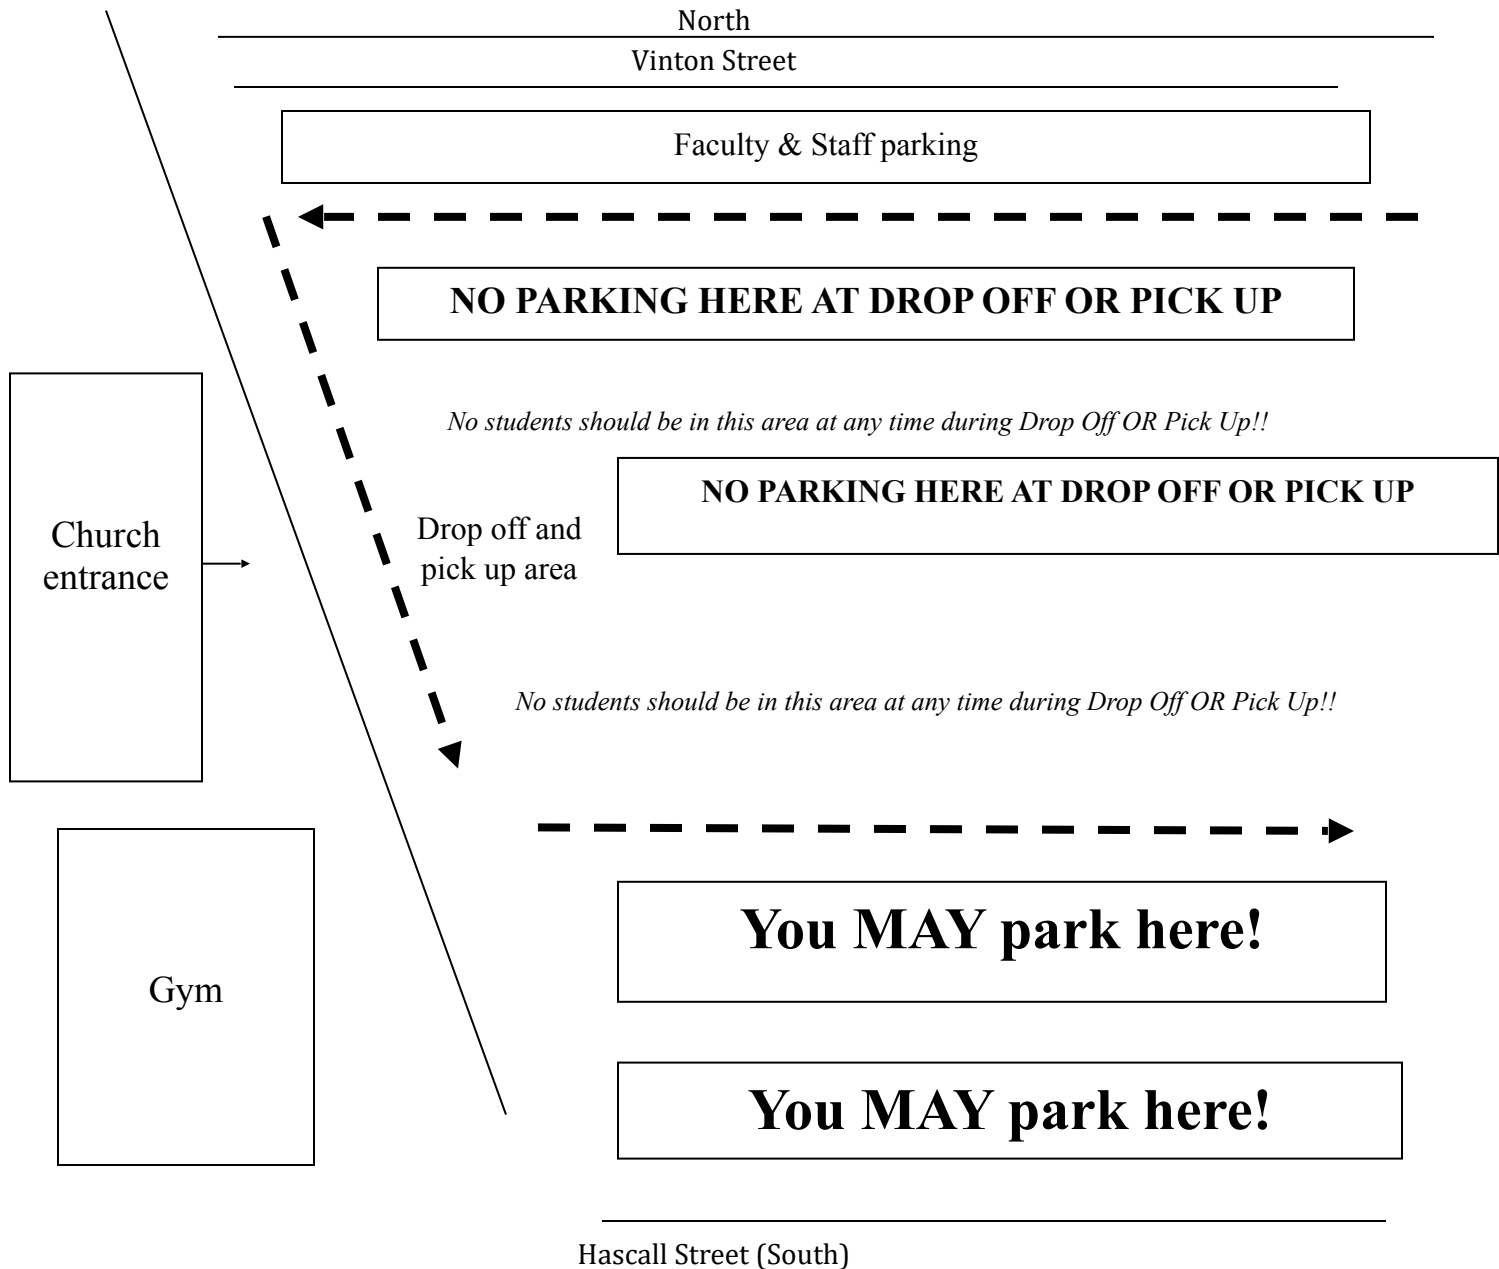 North
Vinton Street
Faculty & Staff parking
NO PARKING HERE AT DROP OFF OR PICK UP
No students should be in this area at any time during Drop Off OR Pick Up!!
NO PARKING HERE AT DROP OFF OR PICK UP
Church
entrance
Drop off and
pick up area
No students should be in this area at any time during Drop Off OR Pick Up!!
You MAY park here!
Gym
You MAY park here!
Hascall Street (South)